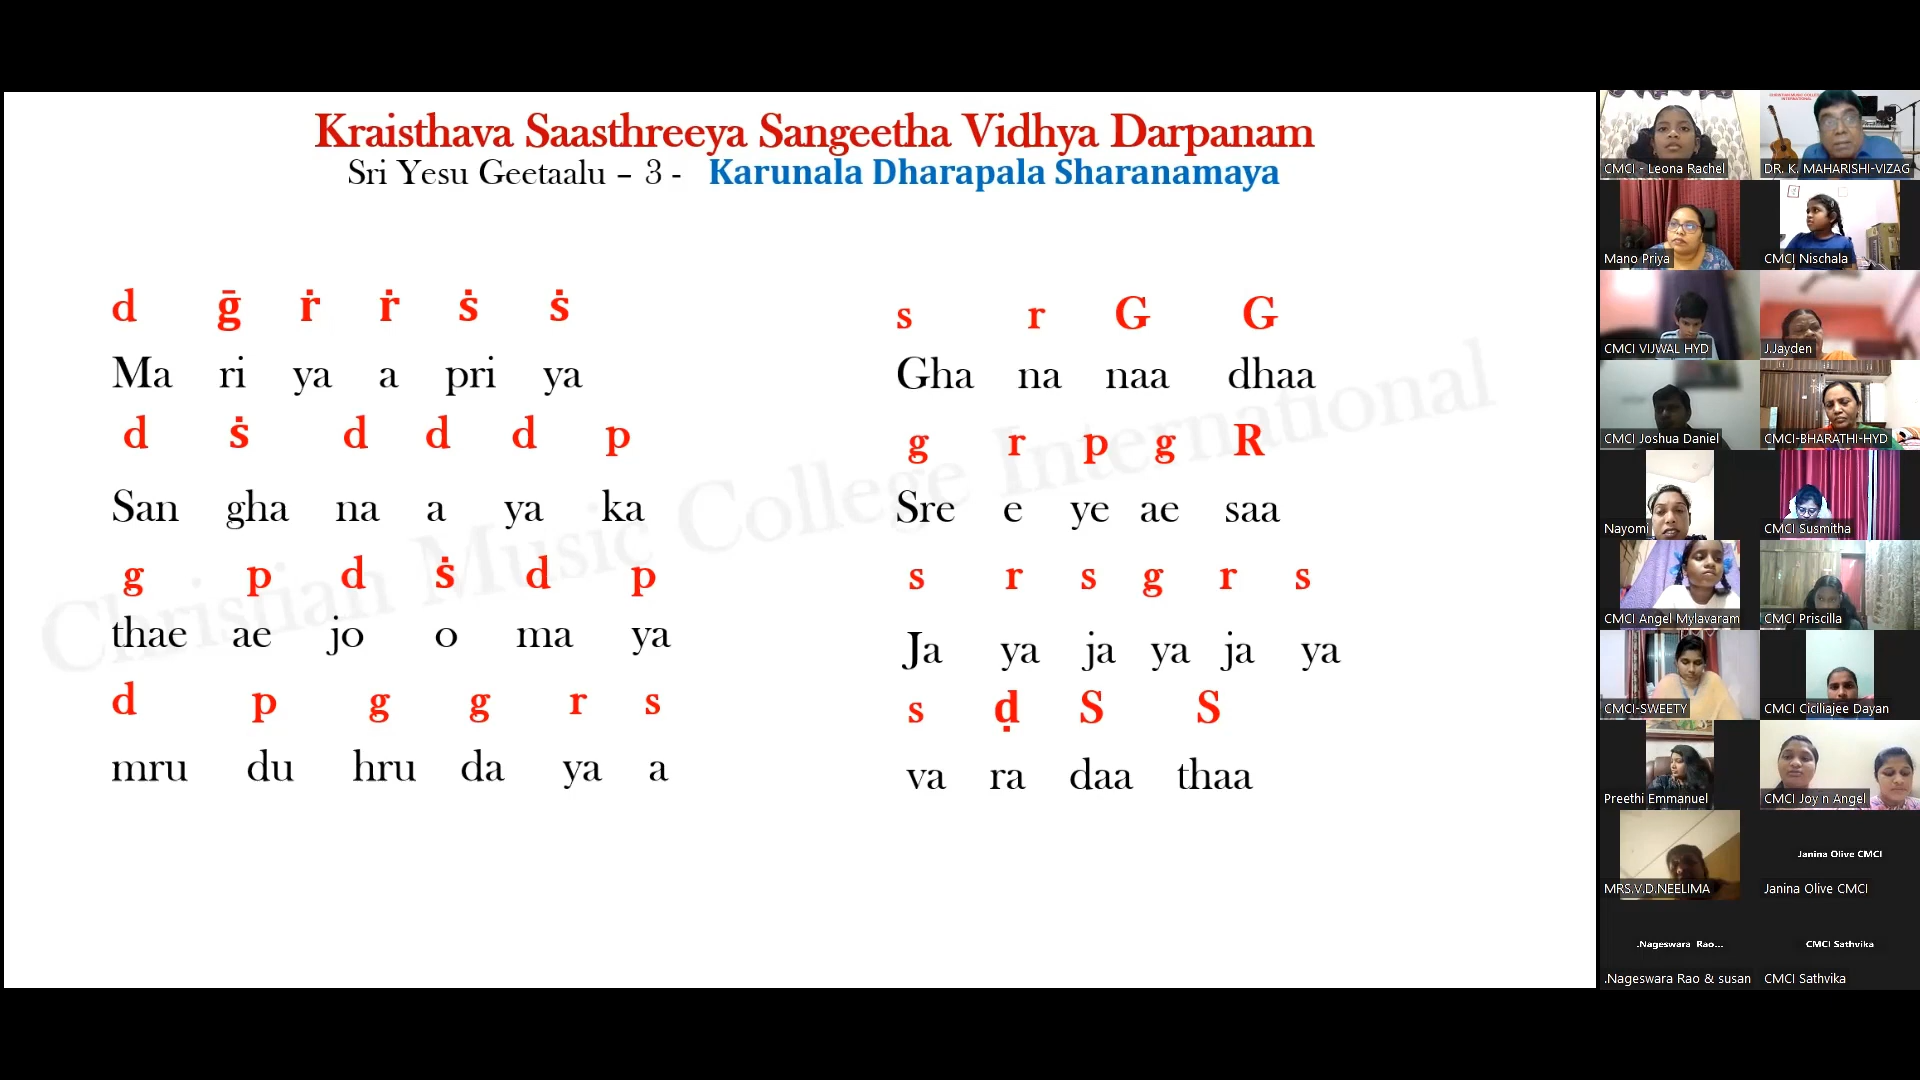 Kraisthava Saasthreeya Sangeetha Vidhya Darpanam
Sri Yesu Geetaalu – 3 - Karunala Dharapala Sharanamaya
d ḡ ṙ ṙ ṡ ṡ
Ma ri ya a pri ya
d ṡ d d d p
San gha na a ya ka
g p d ṡ d p
thae ae jo o ma ya
d p g g r s
mru du hru da ya a
s r G G
Gha na naa dhaa
g r p g R
Sre e ye ae saa
s r s g r s
Ja ya ja ya ja ya
s ḍ S S
va ra daa thaa
Christian Music College International
CHRISTIAN MUSIC COLLEGE
INTERNATIONAL
CMCI - Leona Rachel
DR. K. MAHARISHI-VIZAG
Mano Priya
CMCI Nischala
CMCI VIJWAL HYD
J.Jayden
CMCI Joshua Daniel
CMCI-BHARATHI-HYD
Nayomi
CMCI Susmitha
CMCI Angel Mylavaram
CMCI Priscilla
CMCI-SWEETY
CMCI Ciciliajee Dayan
Preethi Emmanuel
CMCI Joy n Angel
MRS.V.D.NEELIMA
Janina Olive CMCI
Janina Olive CMCI
.Nageswara Rao...
.Nageswara Rao & susan
CMCI Sathvika
CMCI Sathvika